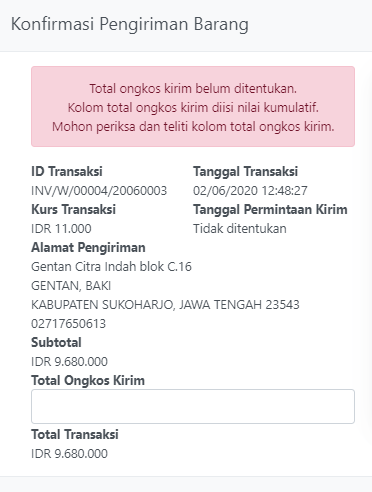 Konfirmasi Pengiriman Barang
Total ongkos kirim belum ditentukan.
Kolom total ongkos kirim diisi nilai kumulatif.
Mohon periksa dan teliti kolom total ongkos kirim.
ID Transaksi
INV/W/00004/20060003
Tanggal Transaksi
02/06/2020 12:48:27
Kurs Transaksi
IDR 11.000
Tanggal Permintaan Kirim
Tidak ditentukan
Alamat Pengiriman
Gentan Citra Indah blok C.16
GENTAN, BAKI
KABUPATEN SUKOHARJO, JAWA TENGAH 23543
02717650613
Subtotal
IDR 9.680.000
Total Ongkos Kirim
Total Transaksi
IDR 9.680.000